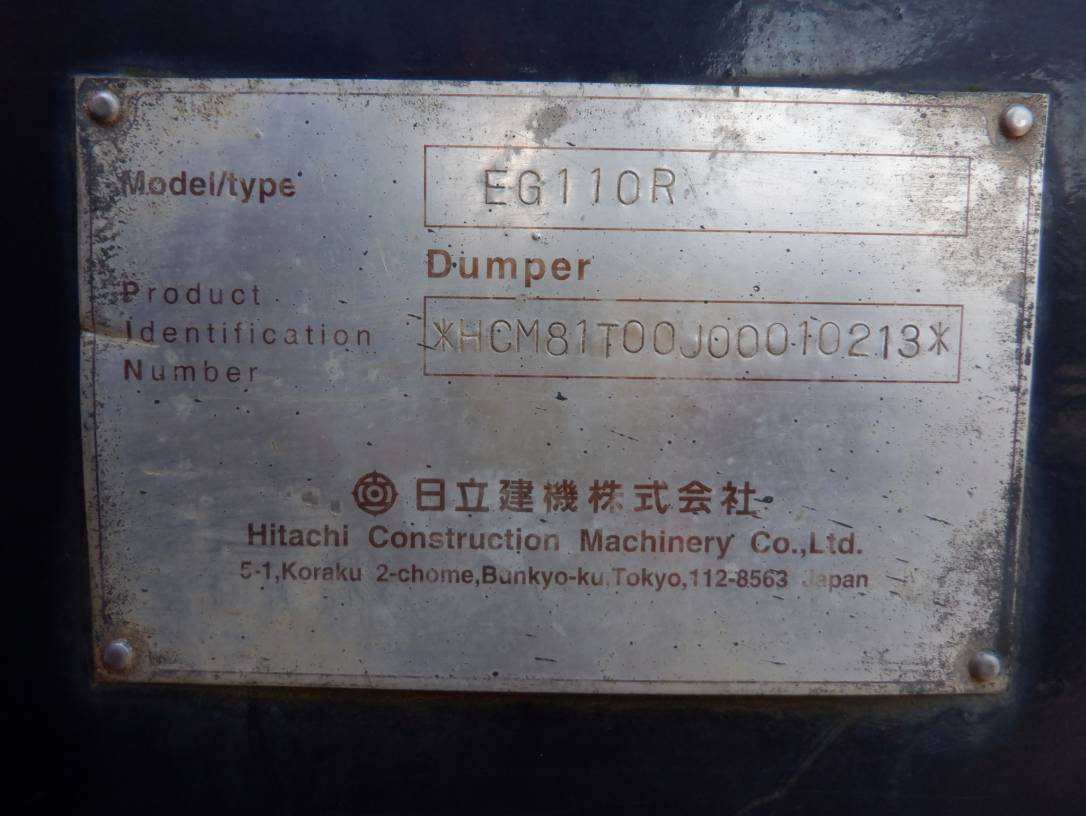 Model/type
EG110R
Dumper
Product
Identification
Number
*HCM81T00J00010213*
日立建機株式会社
Hitachi Construction Machinery Co.,Ltd.
5-1,Koraku 2-chome,Bunkyo-ku,Tokyo,112-8563 Japan